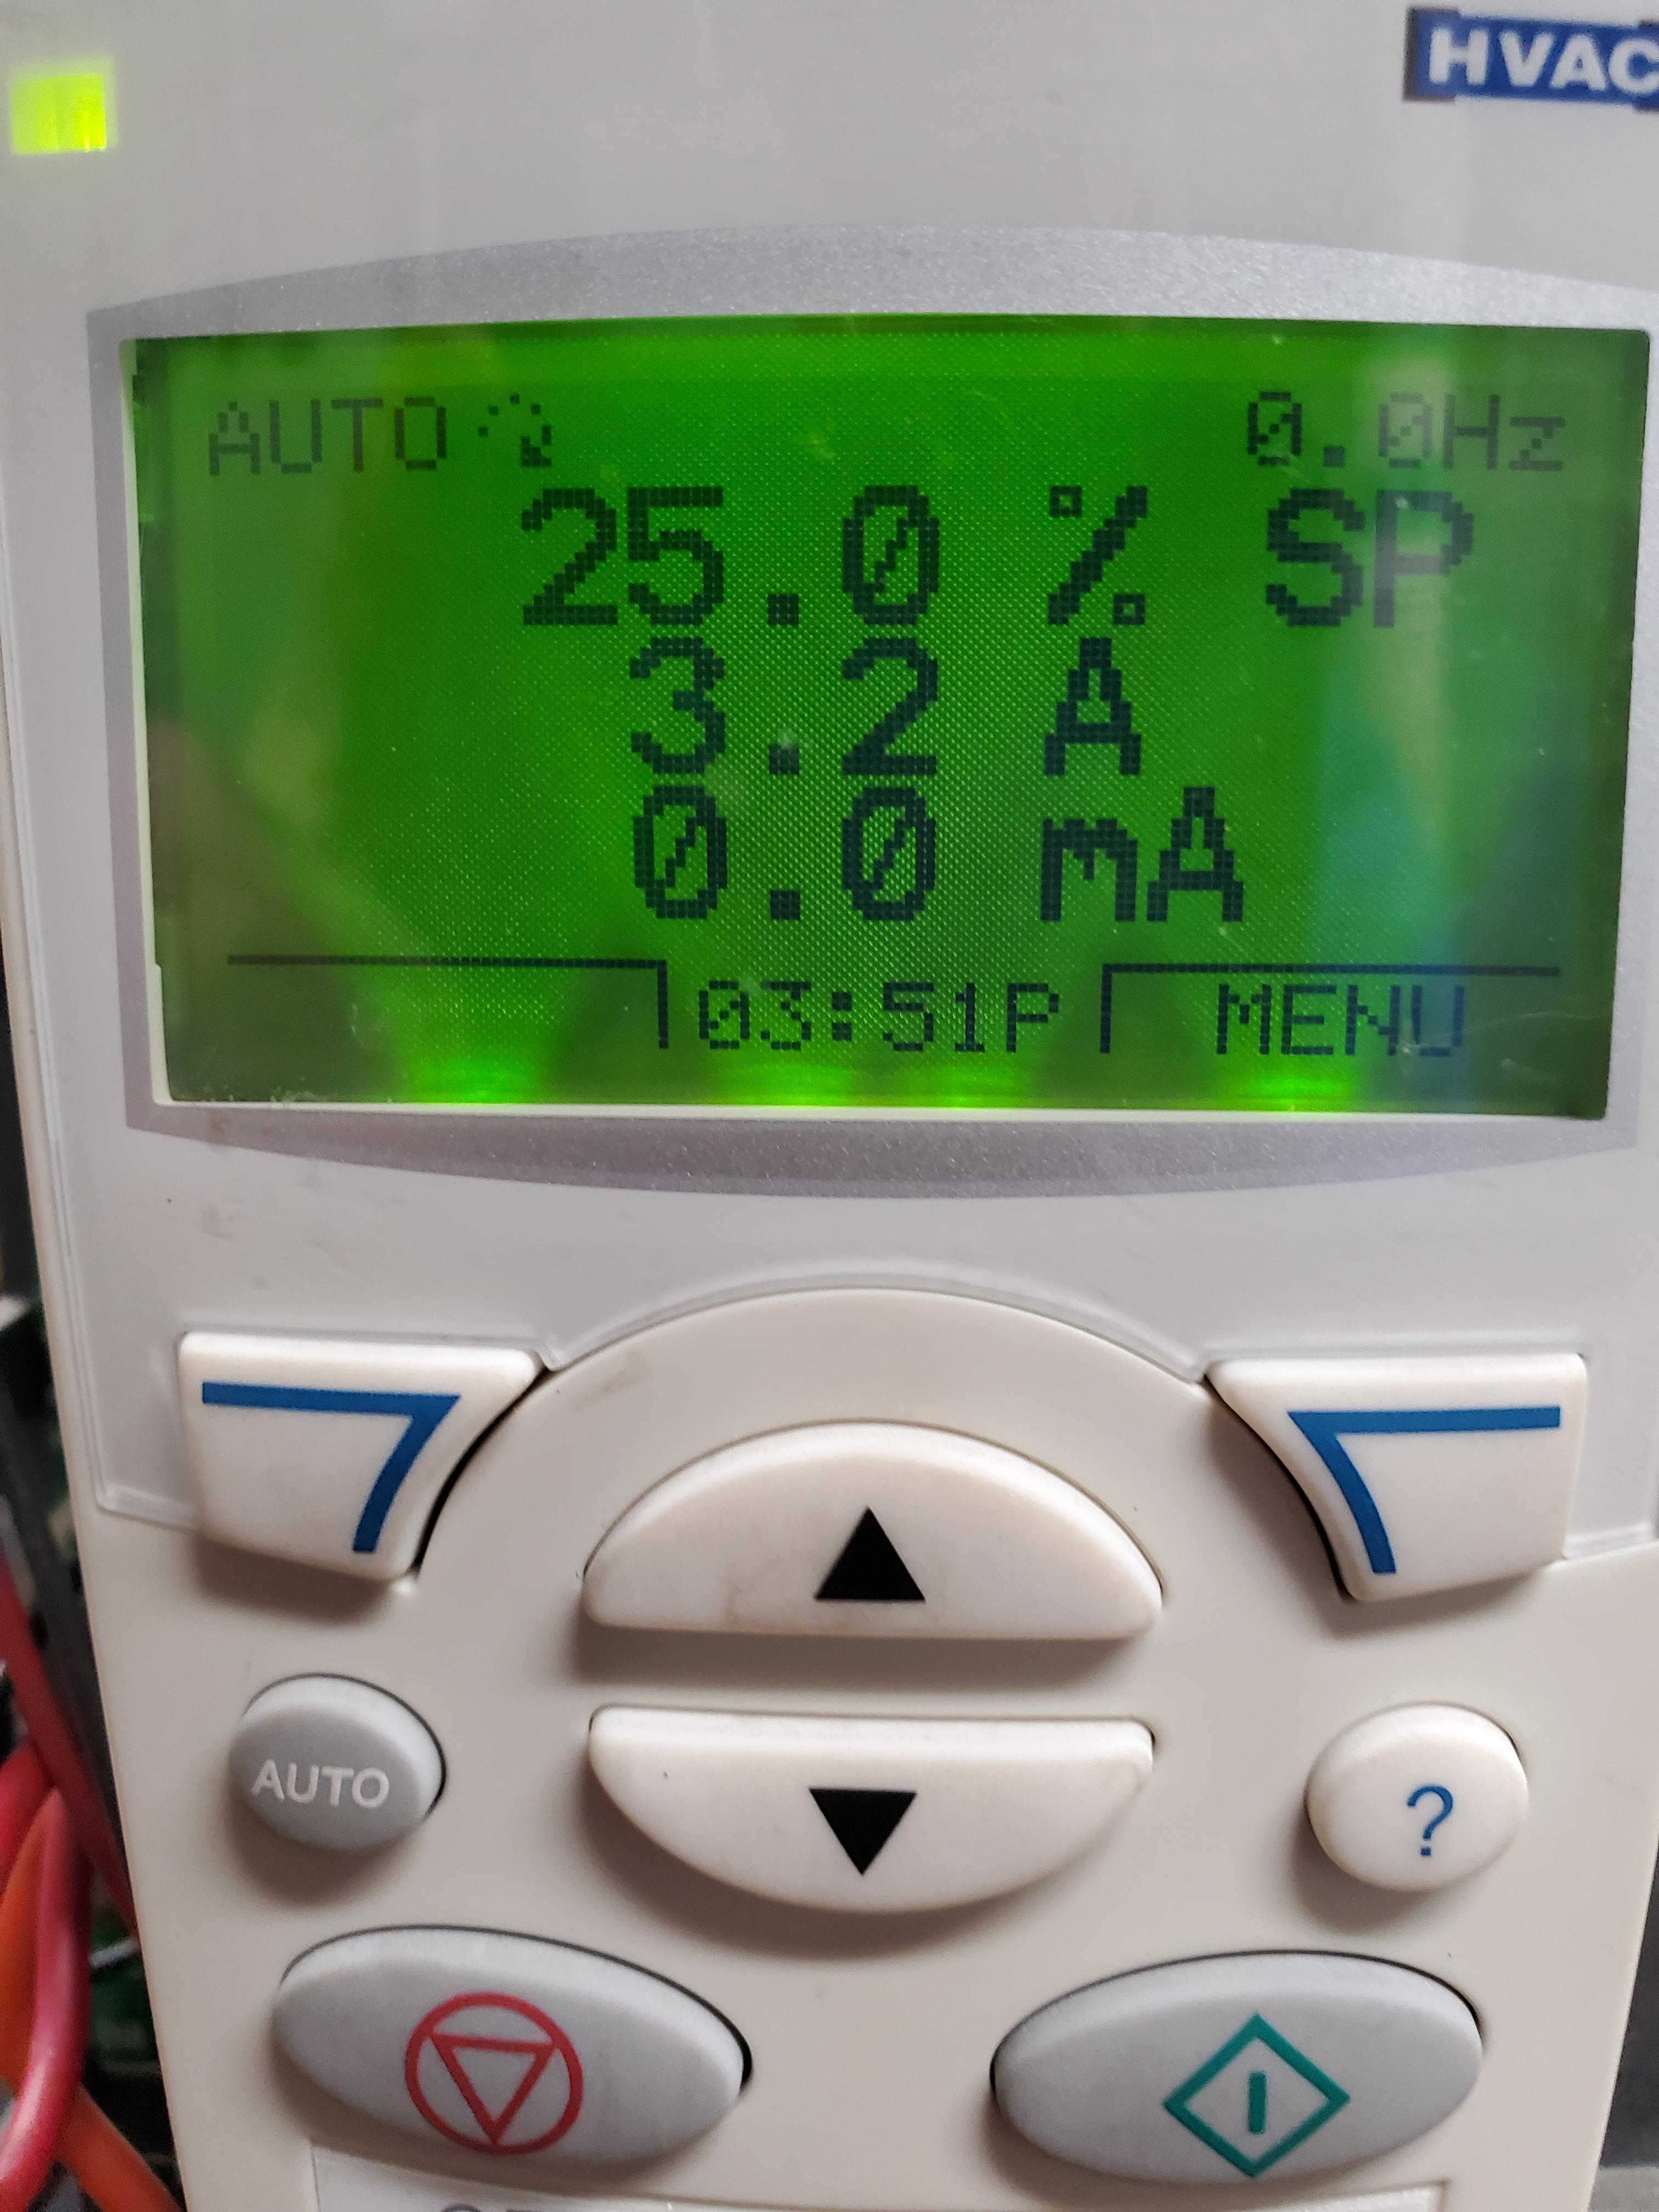 HVAC
AUTO 0.0Hz
25.0 % SP
3.2 A
0.0 mA
03:51P MENU
AUTO
?